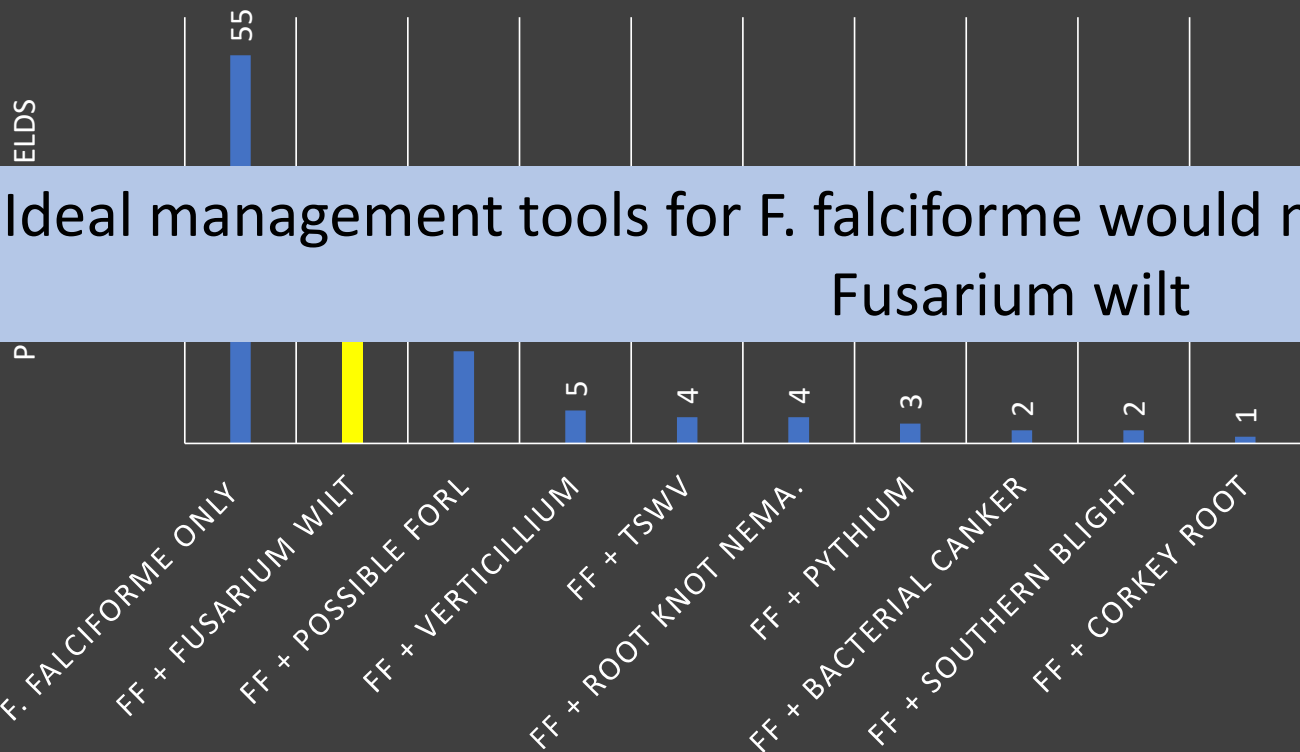 55
ELDS
Ideal management tools for F. falciforme would
Fusarium wilt
P
5
4
4
3
2
2
1
F. FALCIFORME ONLY
FF + FUSARIUM WILT
FF + POSSIBLE FORL
FF + VERTICILLIUM
FF + TSWV
FF + ROOT KNOT NEMA.
FF + PYTHIUM
FF + BACTERIAL CANKER
FF + SOUTHERN BLIGHT
FF + CORKEY ROOT